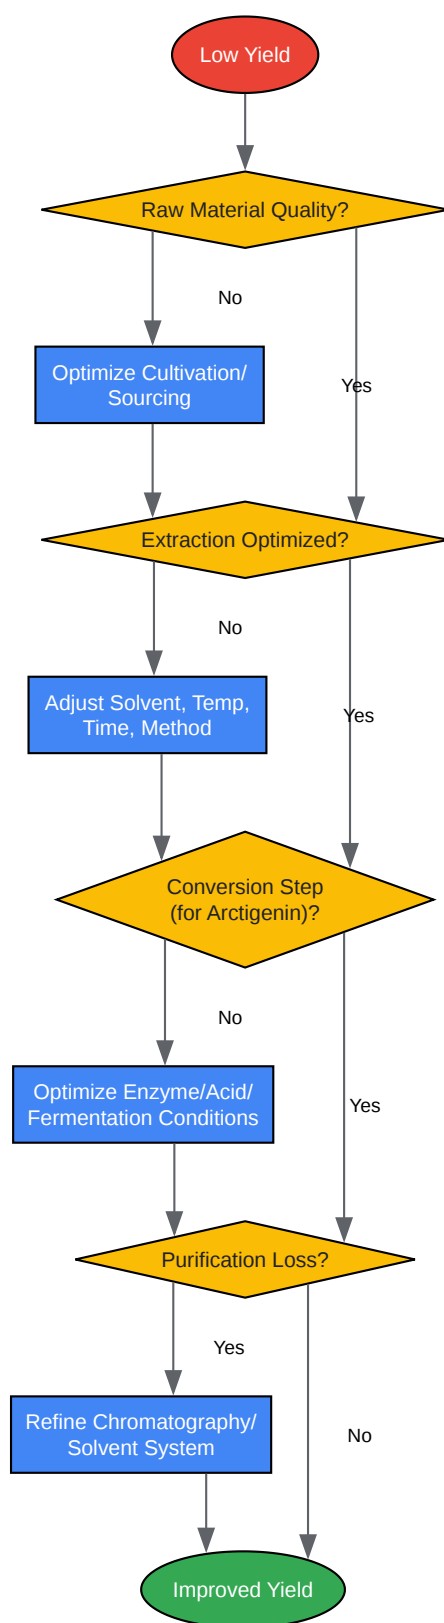 Low Yield
Raw Material Quality?
No
Optimize Cultivation/
Sourcing
Yes
Extraction Optimized?
No
Adjust Solvent, Temp,
Time, Method
Yes
Conversion Step
(for Arctigenin)?
No
Optimize Enzyme/Acid/
Fermentation Conditions
Yes
Purification Loss?
Yes
Refine Chromatography/
Solvent System
No
Improved Yield